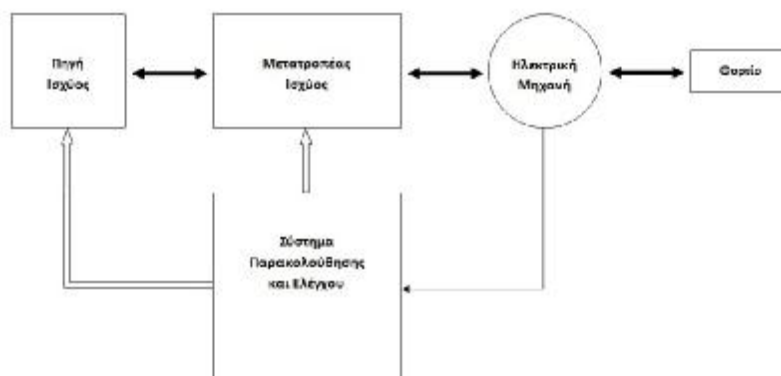 Πηγή
Ισχύος
Μετατροπέας
Ισχύος
Ηλεκτρική
Μηχανή
Φορτίο
Σύστημα
Παρακολούθησης
και Ελέγχου